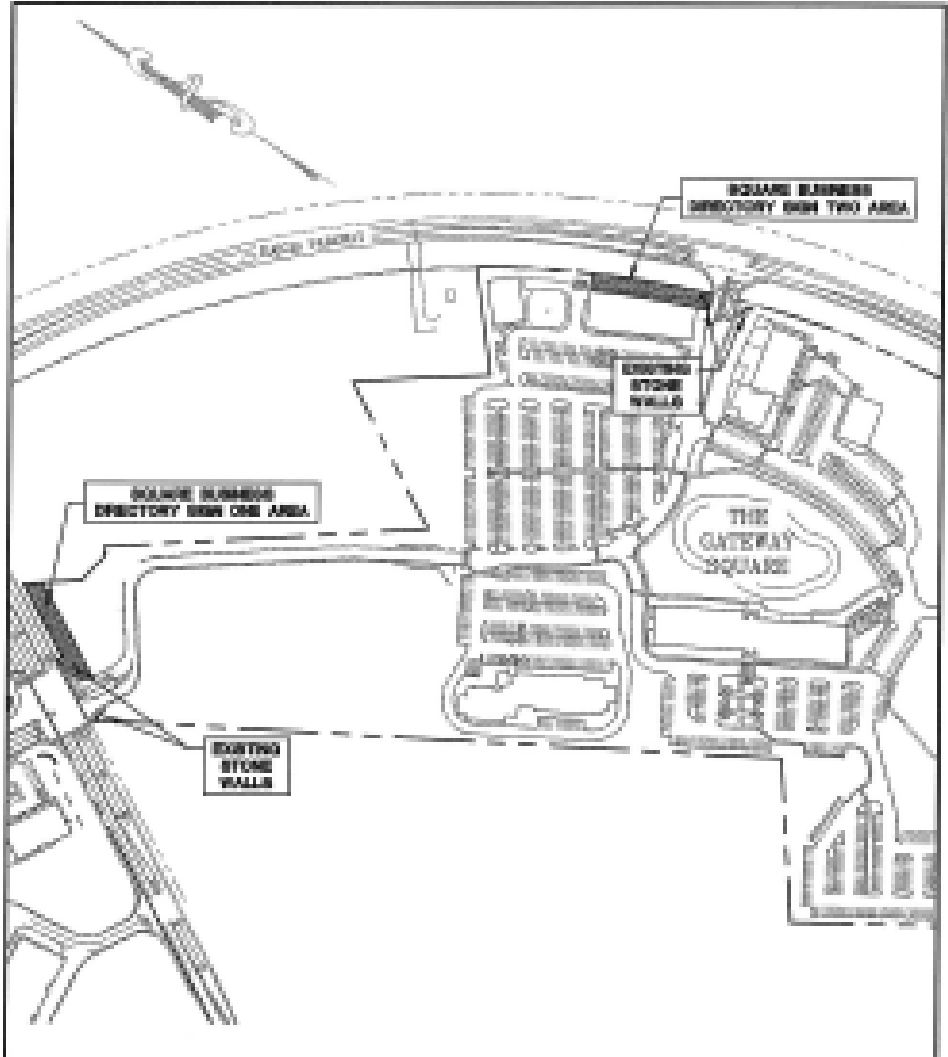 SQUARE BUSINESS
DIRECTORY SIGN TWO AREA
EXISTING
STONE
WALLS
SQUARE BUSINESS
DIRECTORY SIGN ONE AREA
THE
GATEWAY
SQUARE
EXISTING
STONE
WALLS